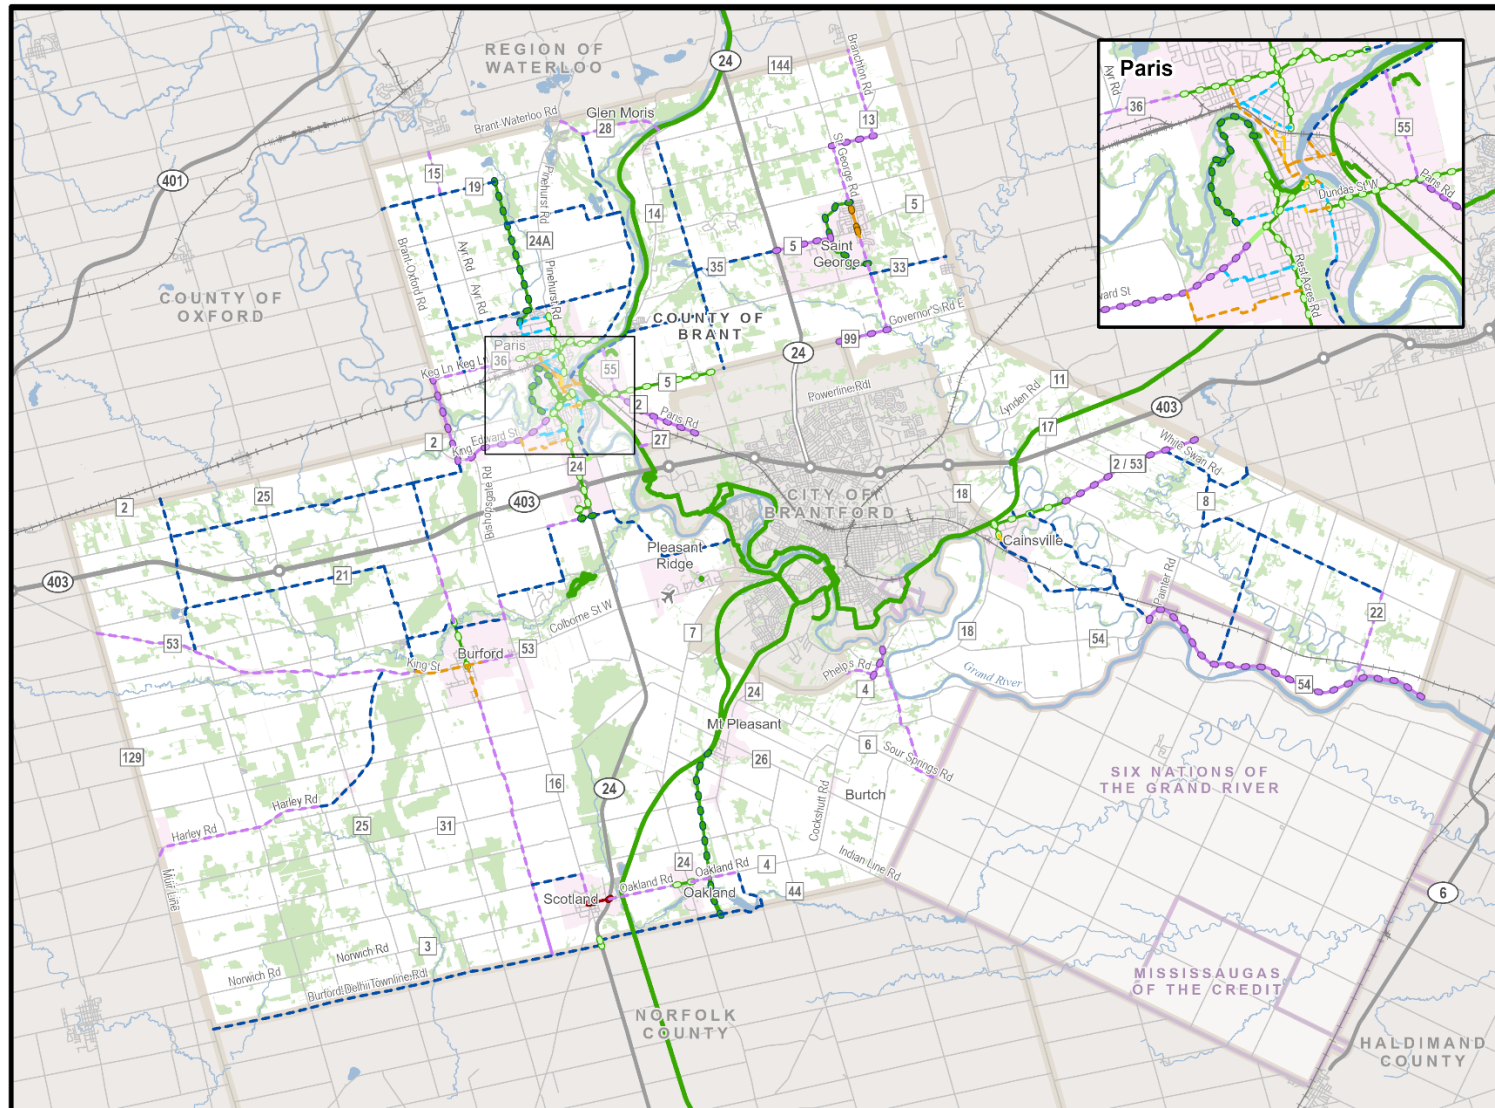 REGION OF
WATERLOO
24
144
Branchton Rd
Paris
Ayr Rd
36
55
Dundas St W
Paris Rd
Rest Acres Rd
ward St
Brant-Waterloo Rd
Glen Moris
28
13
401
15
19
Pinehurst Rd
St George Rd
14
5
24A
Saint
George
5
Brant-Oxford Rd
Ayr Rd
Ayr Rd
Pinehurst Rd
35
33
COUNTY OF
OXFORD
COUNTY OF
BRANT
Governor'S Rd E
99
24
Paris
Keg Ln
Keg Ln
36
55
5
Powerline Rd
Lynden Rd
11
403
2
Paris Rd
17
2
King Edward St
27
White Swan Rd
2 / 53
24
403
Bishopsgate Rd
25
2
CITY OF
BRANTFORD
18
8
Cainsville
Pleasant
Ridge
403
21
Colborne St W
Painter Rd
22
7
18
54
53
King St
Burford
53
Phelp's Rd
4
Grand River
54
24
Mt Pleasant
6
Sour Springs Rd
26
129
16
24
Cockshutt Rd
Burtch
SIX NATIONS OF
THE GRAND RIVER
Harley Rd
Harley Rd
25
31
Muir Line
24
Oakland Rd
4
Indian Line Rd
Oakland Rd
Scotland
Oakland
44
6
3
Norwich Rd
Norwich Rd
Burford-Delhi Townline Rd
MISSISSAUGAS
OF THE CREDIT
NORFOLK
COUNTY
HALDIMAND
COUNTY